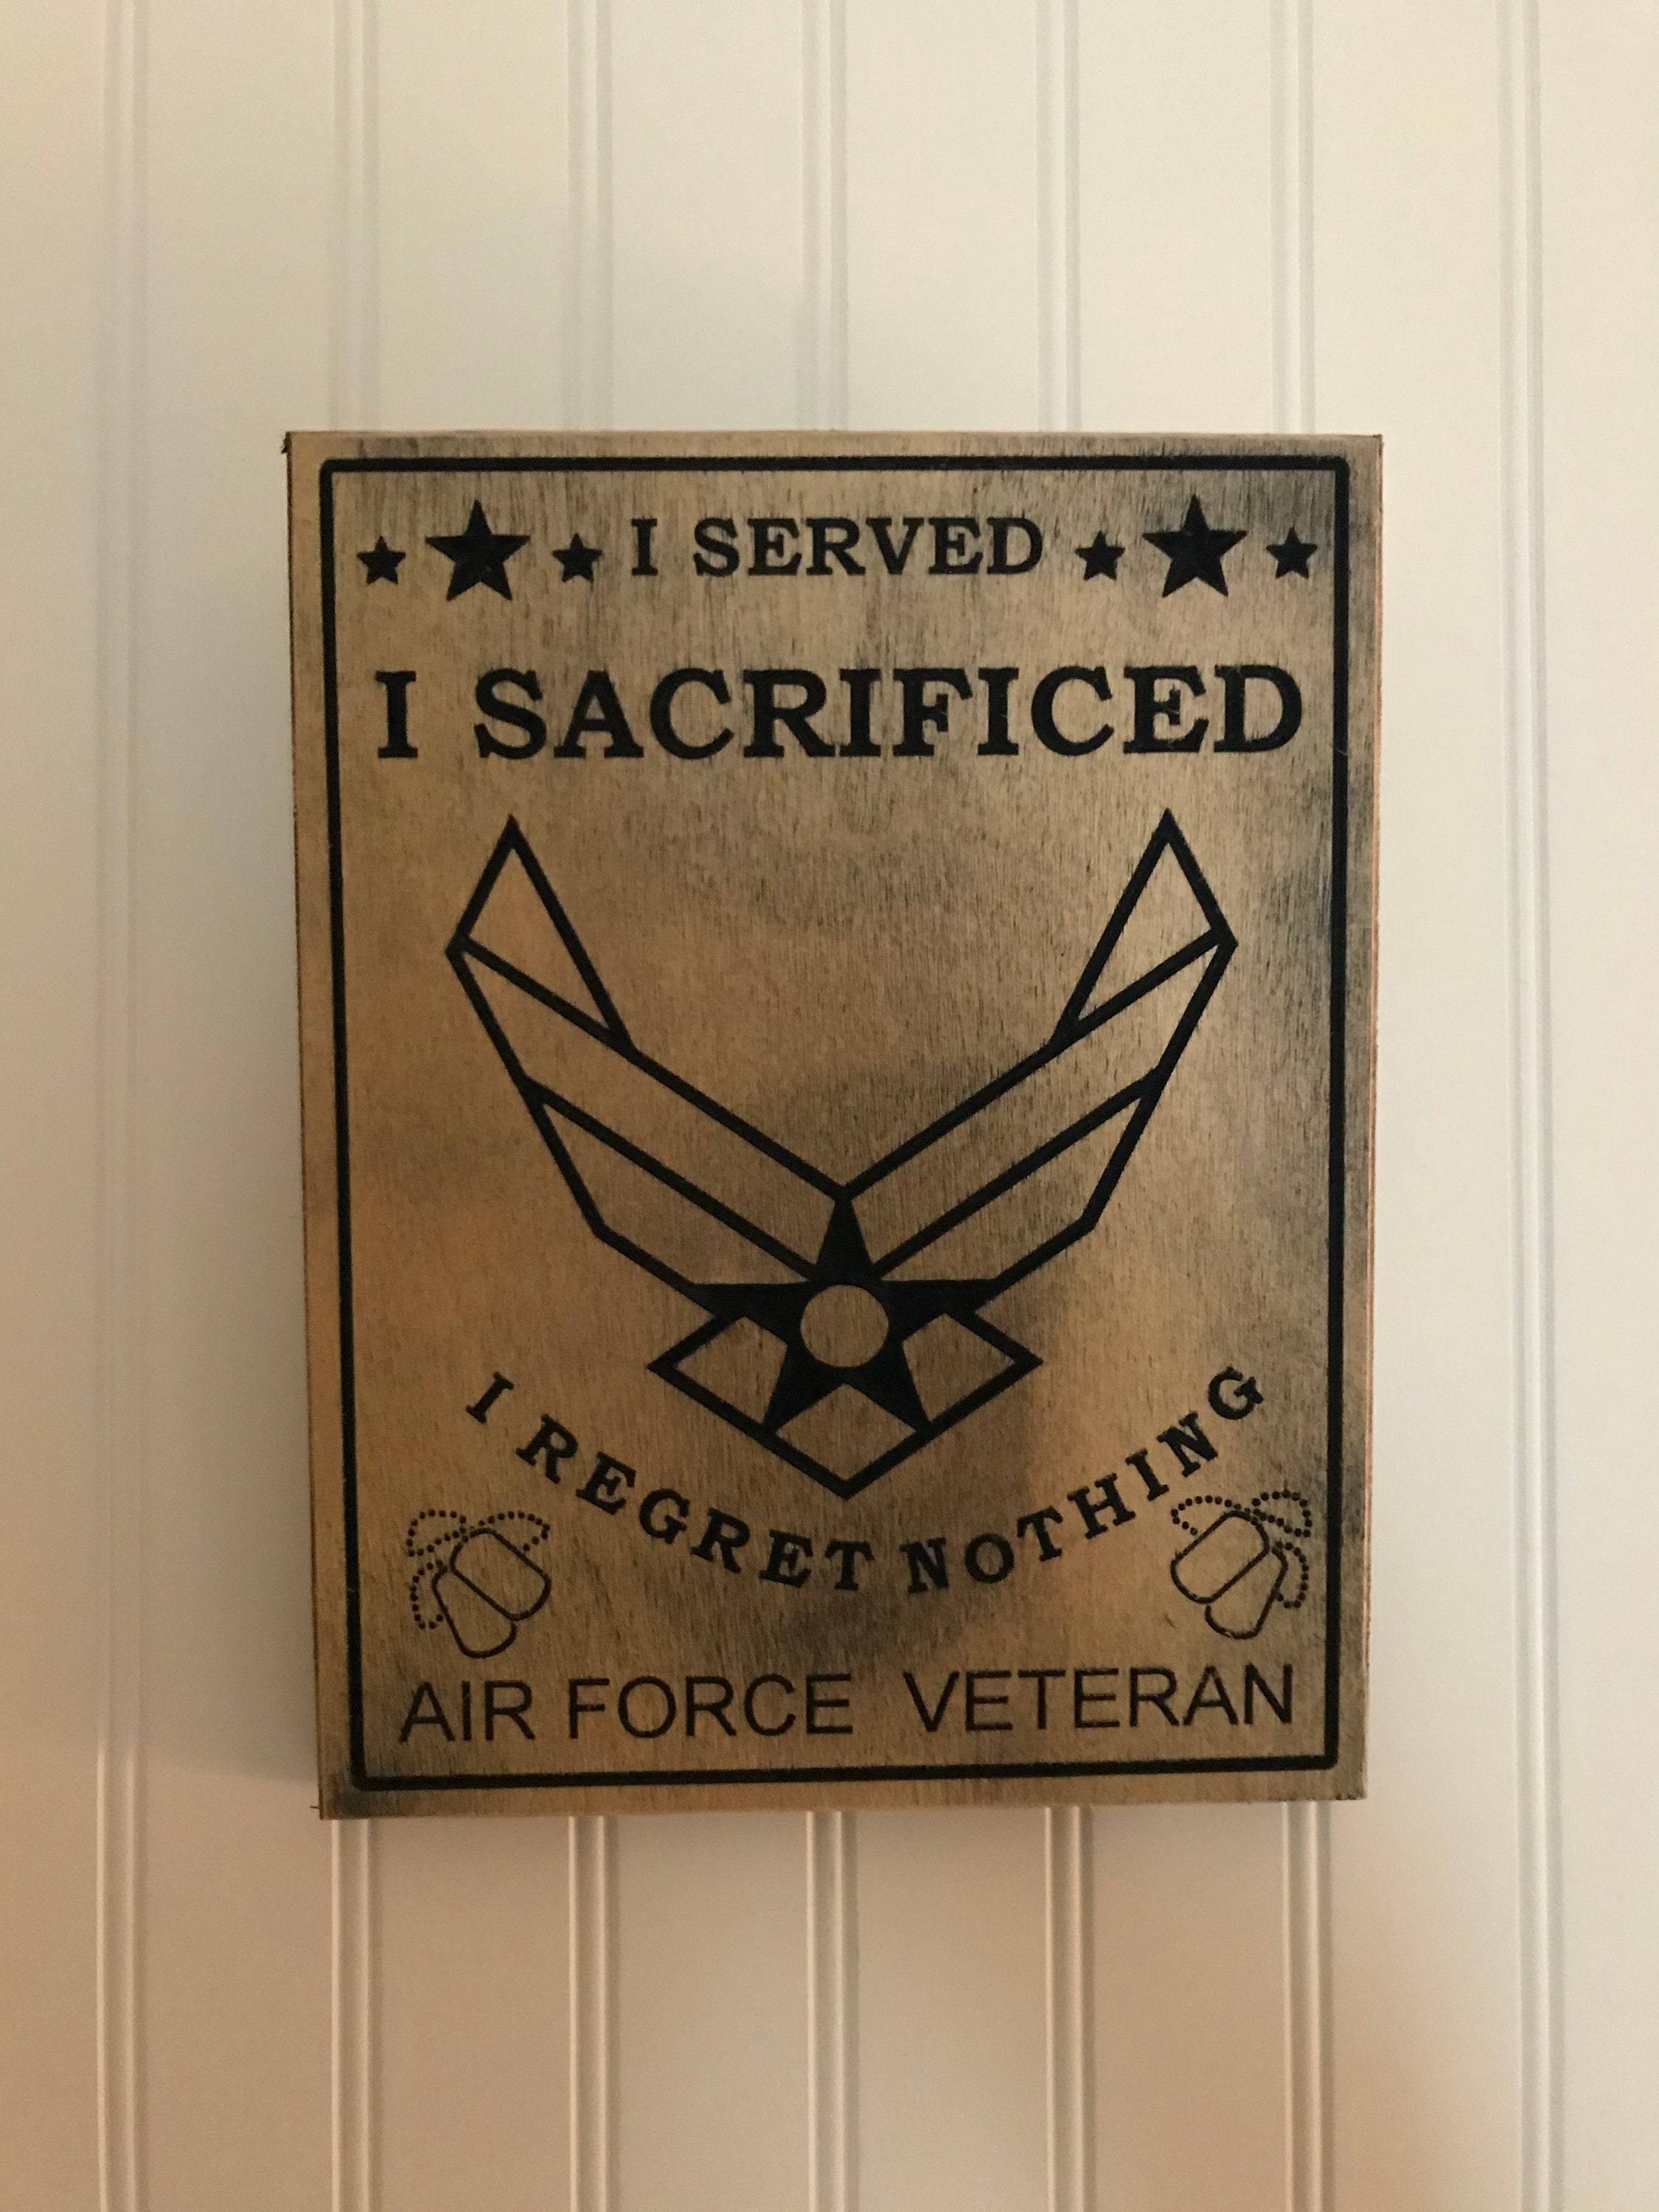 I SERVED
I SACRIFICED
I REGRET NOTHING
AIR FORCE VETERAN